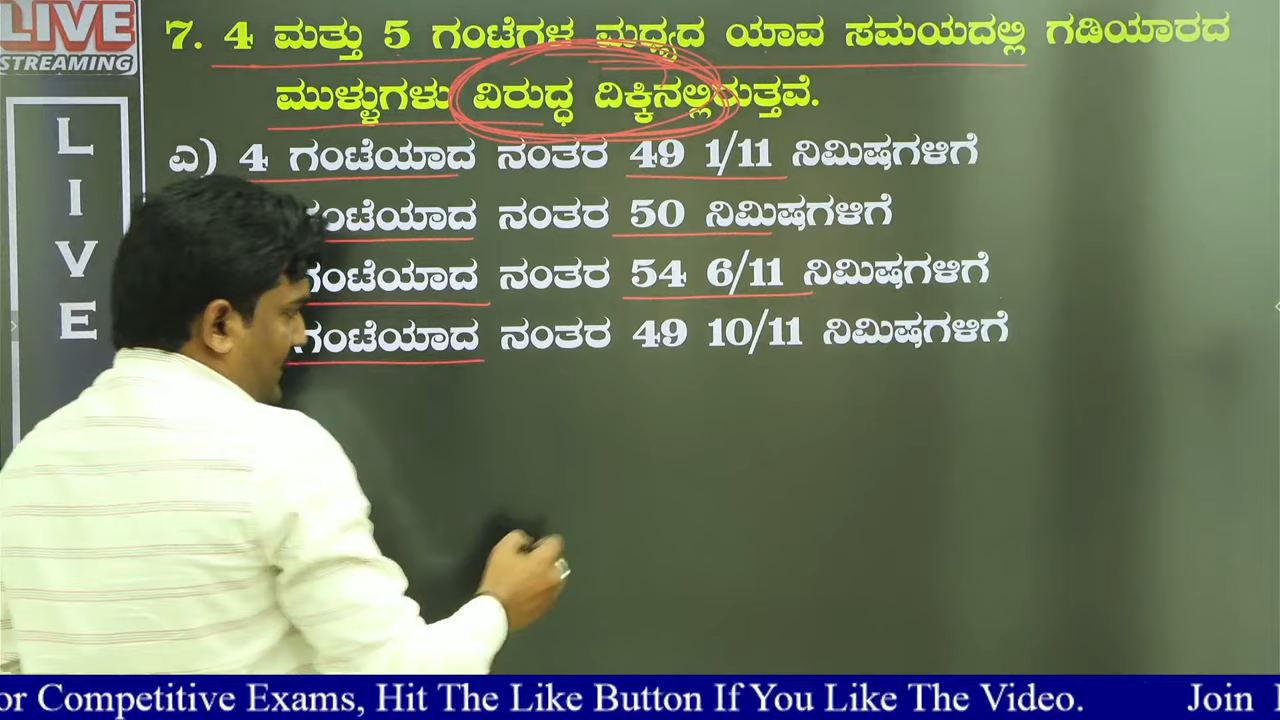 LIVE
STREAMING
L
I
V
E
7. 4 ಮತ್ತು 5 ಗಂಟೆಗಳ ಮಧ್ಯದ ಯಾವ ಸಮಯದಲ್ಲಿ ಗಡಿಯಾರದ
ಮುಳ್ಳುಗಳು ವಿರುದ್ಧ ದಿಕ್ಕಿನಲ್ಲಿರುತ್ತವೆ.
ಎ) 4 ಗಂಟೆಯಾದ ನಂತರ 49 1/11 ನಿಮಿಷಗಳಿಗೆ
ಗಂಟೆಯಾದ ನಂತರ 50 ನಿಮಿಷಗಳಿಗೆ
ಗಂಟೆಯಾದ ನಂತರ 54 6/11 ನಿಮಿಷಗಳಿಗೆ
ಗಂಟೆಯಾದ ನಂತರ 49 10/11 ನಿಮಿಷಗಳಿಗೆ
or Competitive Exams, Hit The Like Button If You Like The Video. Join